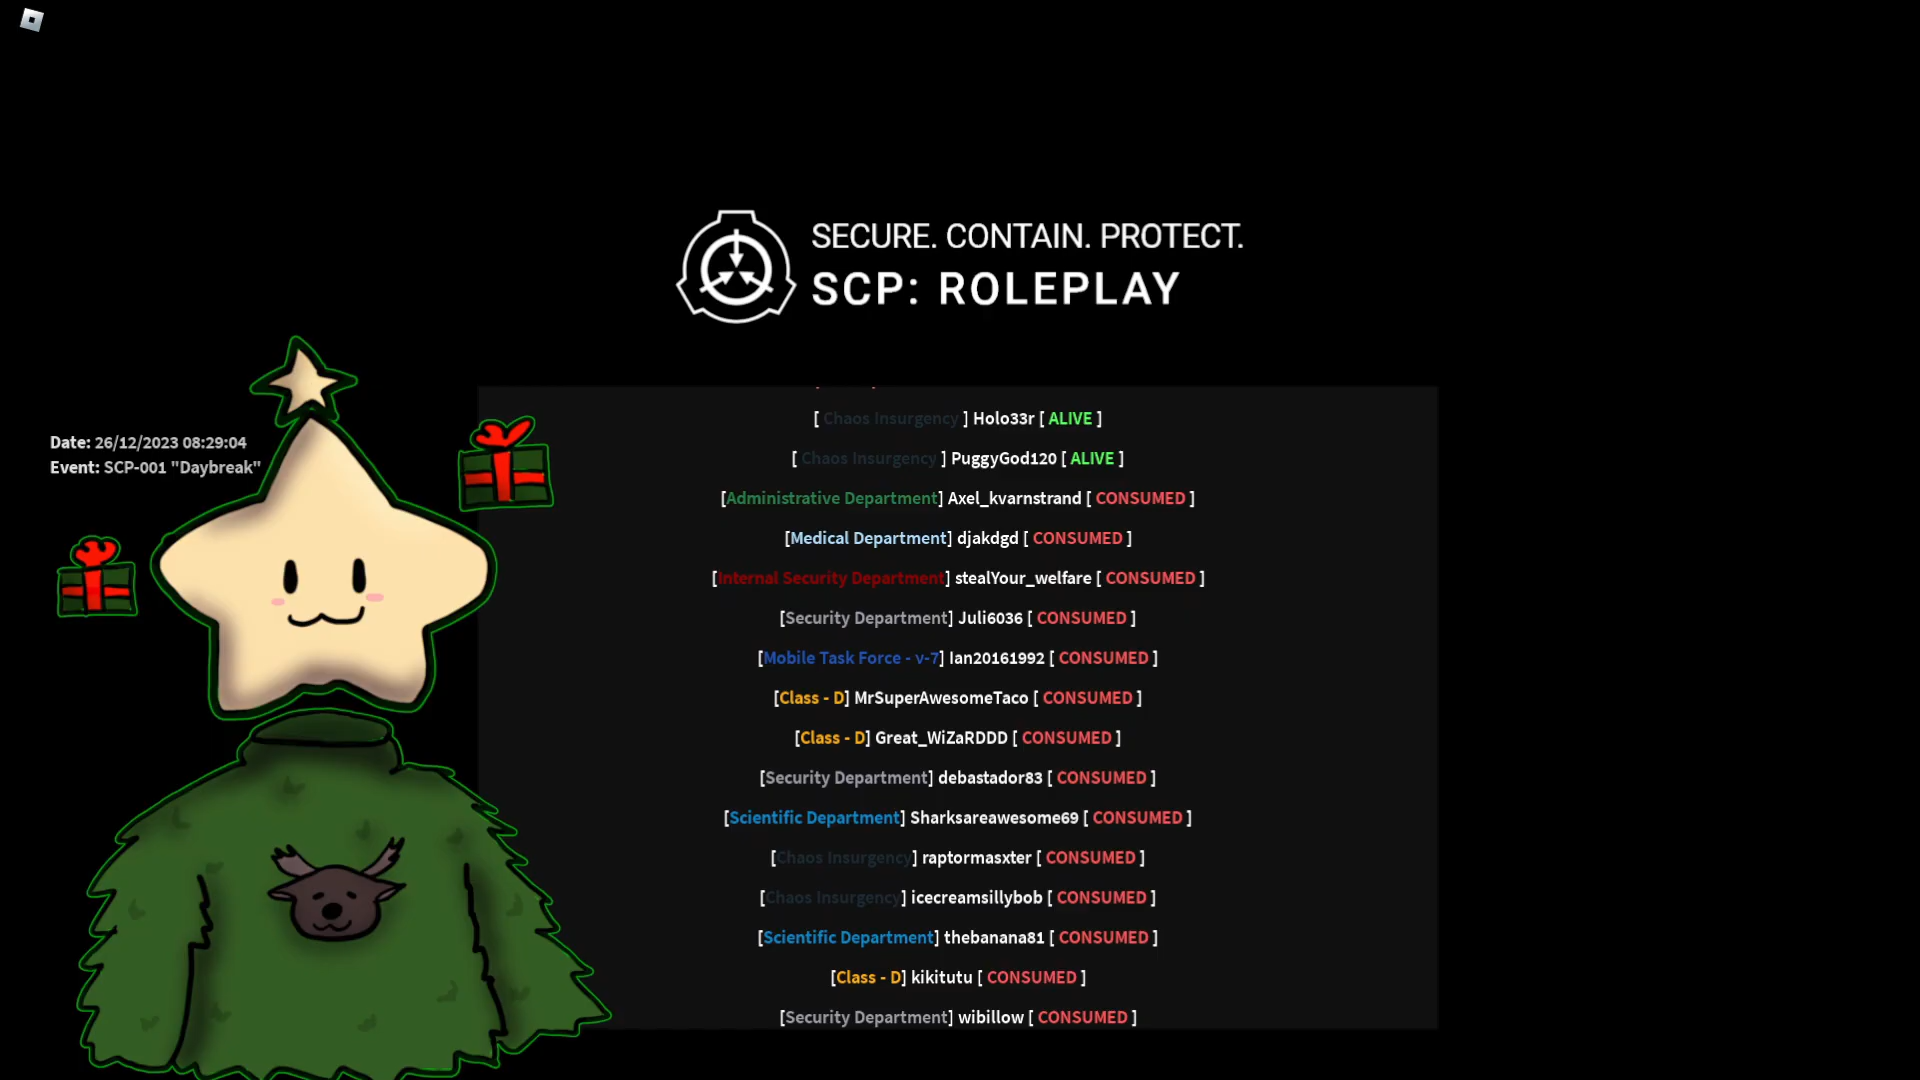 SECURE. CONTAIN. PROTECT.
SCP: ROLEPLAY
Date: 26/12/2023 08:29:04
Event: SCP-001 "Daybreak"
[ Chaos Insurgency ] Holo33r [ ALIVE ]
[ Chaos Insurgency ] PuggyGod120 [ ALIVE ]
[Administrative Department] Axel_kvarnstrand [ CONSUMED ]
[Medical Department] djakdgd [ CONSUMED ]
[Internal Security Department] stealYour_welfare [ CONSUMED ]
[Security Department] Juli6036 [ CONSUMED ]
[Mobile Task Force - ν-7] Ian20161992 [ CONSUMED ]
[Class - D] MrSuperAwesomeTaco [ CONSUMED ]
[Class - D] Great_WiZaRDDD [ CONSUMED ]
[Security Department] debastador83 [ CONSUMED ]
[Scientific Department] Sharksareawesome69 [ CONSUMED ]
[Chaos Insurgency] raptormasxter [ CONSUMED ]
[Chaos Insurgency] icecreamsillybob [ CONSUMED ]
[Scientific Department] thebanana81 [ CONSUMED ]
[Class - D] kikitutu [ CONSUMED ]
[Security Department] wibillow [ CONSUMED ]